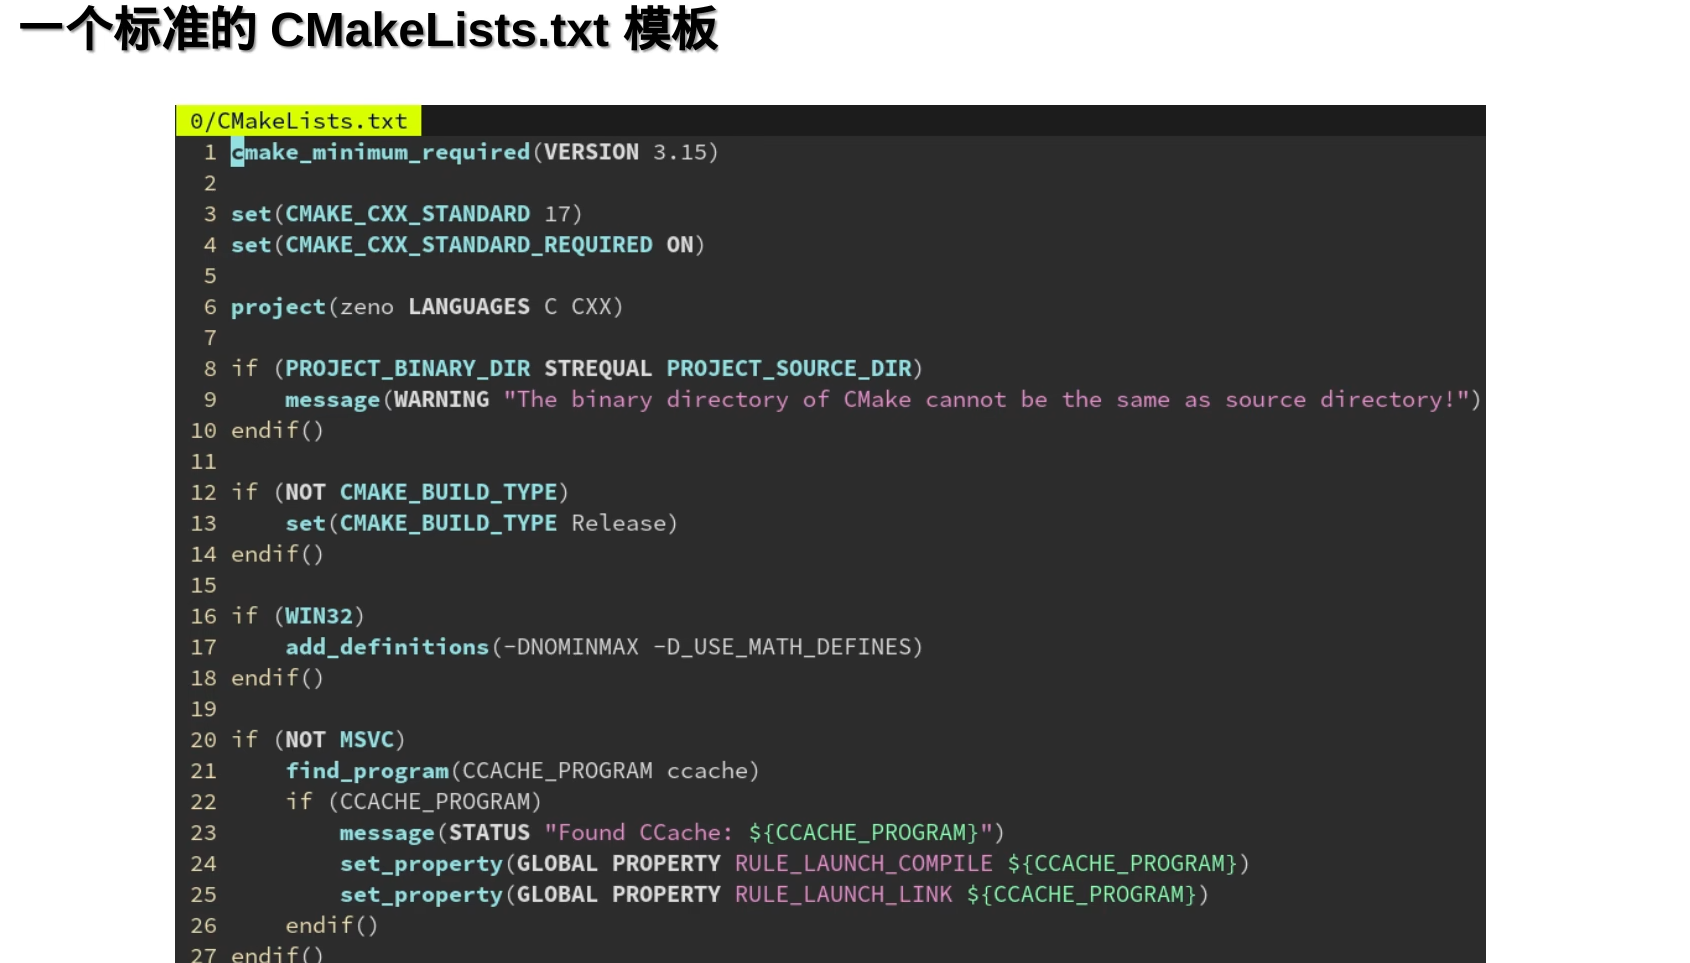 一个标准的 CMakeLists.txt 模板
0/CMakeLists.txt
1 cmake_minimum_required(VERSION 3.15)
2
3 set(CMAKE_CXX_STANDARD 17)
4 set(CMAKE_CXX_STANDARD_REQUIRED ON)
5
6 project(zeno LANGUAGES C CXX)
7
8 if (PROJECT_BINARY_DIR STREQUAL PROJECT_SOURCE_DIR)
9     message(WARNING "The binary directory of CMake cannot be the same as source directory!")
10 endif()
11
12 if (NOT CMAKE_BUILD_TYPE)
13     set(CMAKE_BUILD_TYPE Release)
14 endif()
15
16 if (WIN32)
17     add_definitions(-DNOMINMAX -D_USE_MATH_DEFINES)
18 endif()
19
20 if (NOT MSVC)
21     find_program(CCACHE_PROGRAM ccache)
22     if (CCACHE_PROGRAM)
23         message(STATUS "Found CCache: ${CCACHE_PROGRAM}")
24         set_property(GLOBAL PROPERTY RULE_LAUNCH_COMPILE ${CCACHE_PROGRAM})
25         set_property(GLOBAL PROPERTY RULE_LAUNCH_LINK ${CCACHE_PROGRAM})
26     endif()
27 endif()